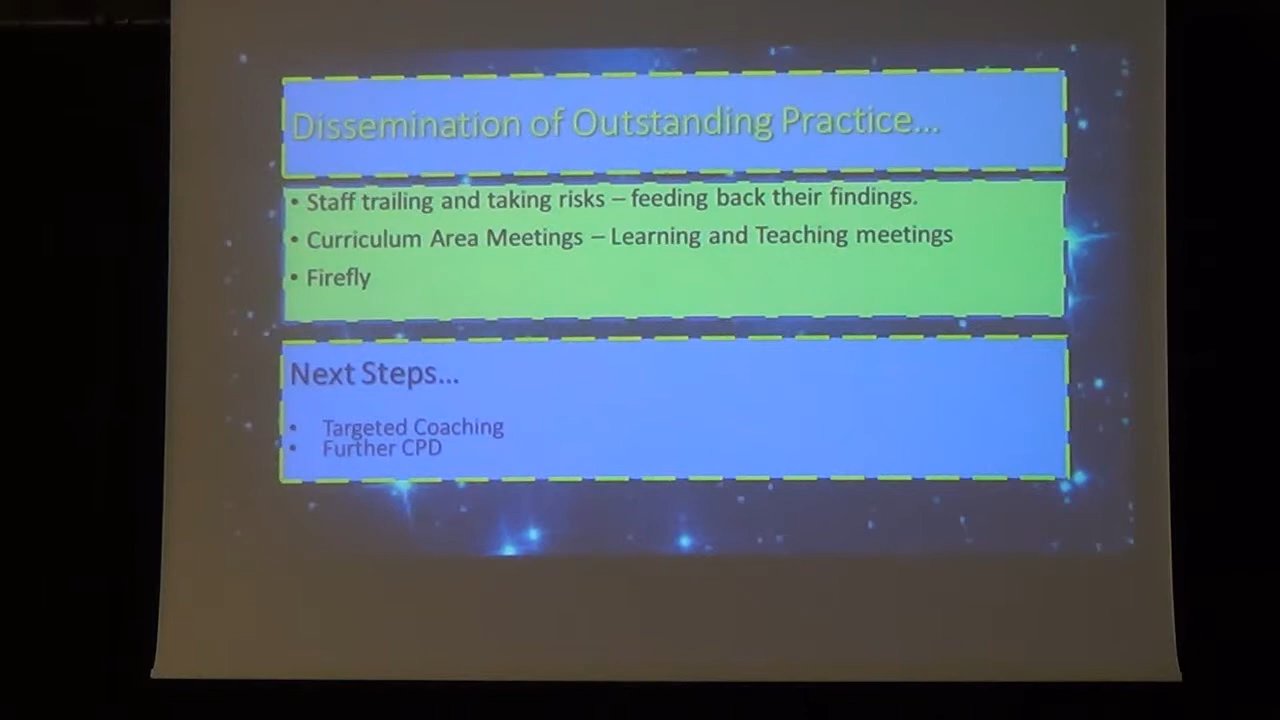 Dissemination of Outstanding Practice...
• Staff trailing and taking risks – feeding back their findings.
• Curriculum Area Meetings – Learning and Teaching meetings
• Firefly
Next Steps...
• Targeted Coaching
• Further CPD